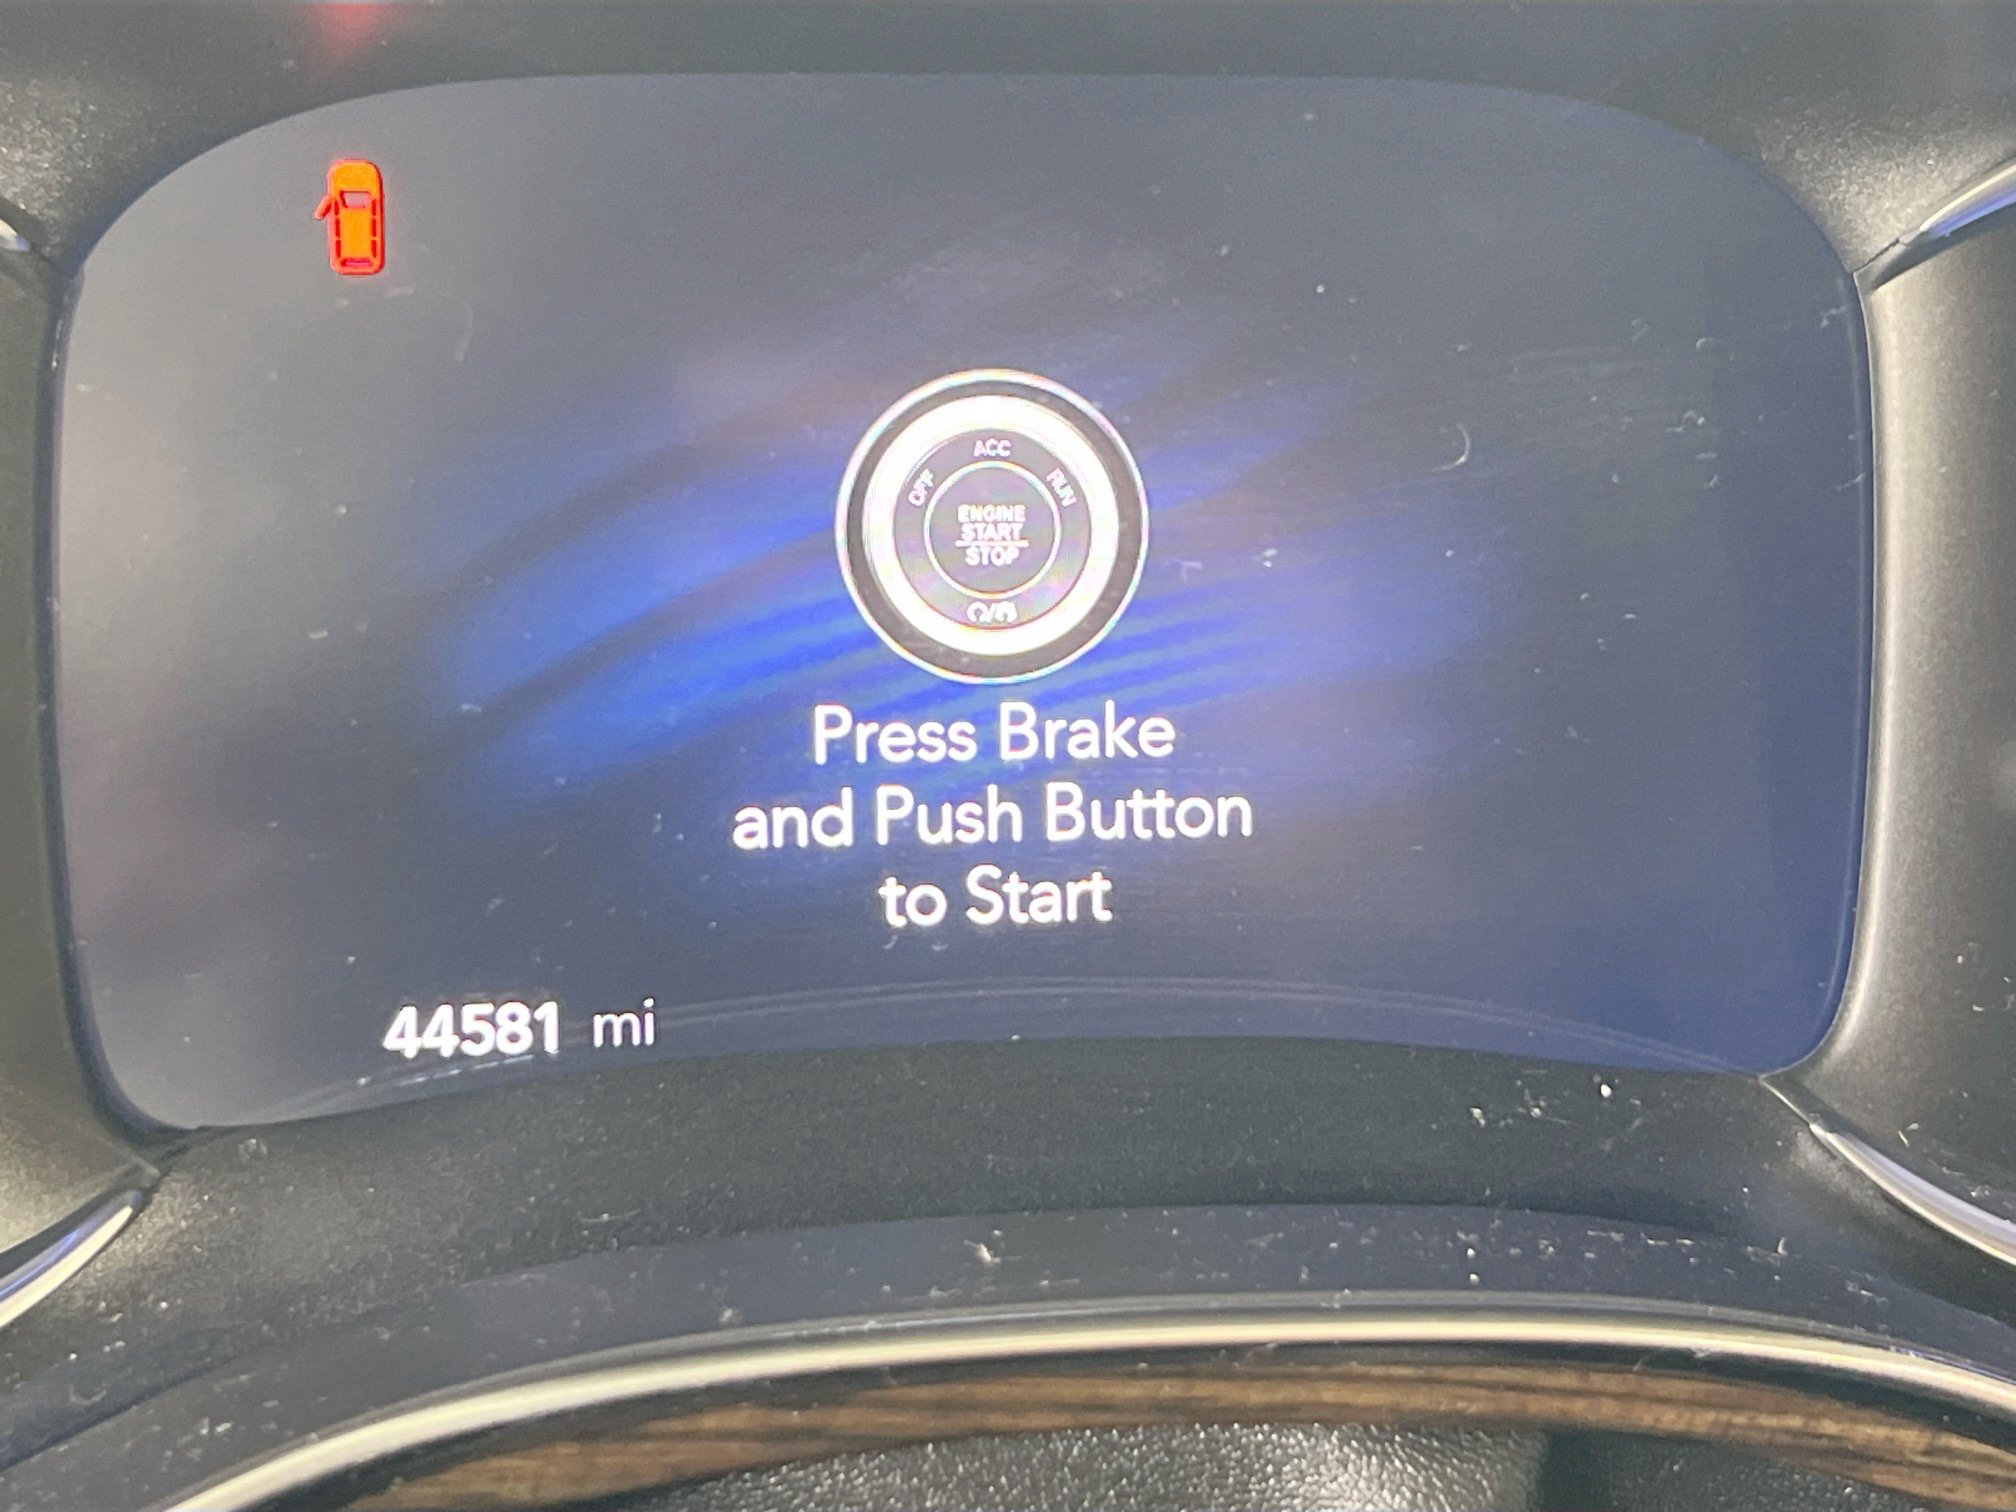 ACC
OFF
RUN
ENGINE
START
STOP
Press Brake
and Push Button
to Start
44581 mi